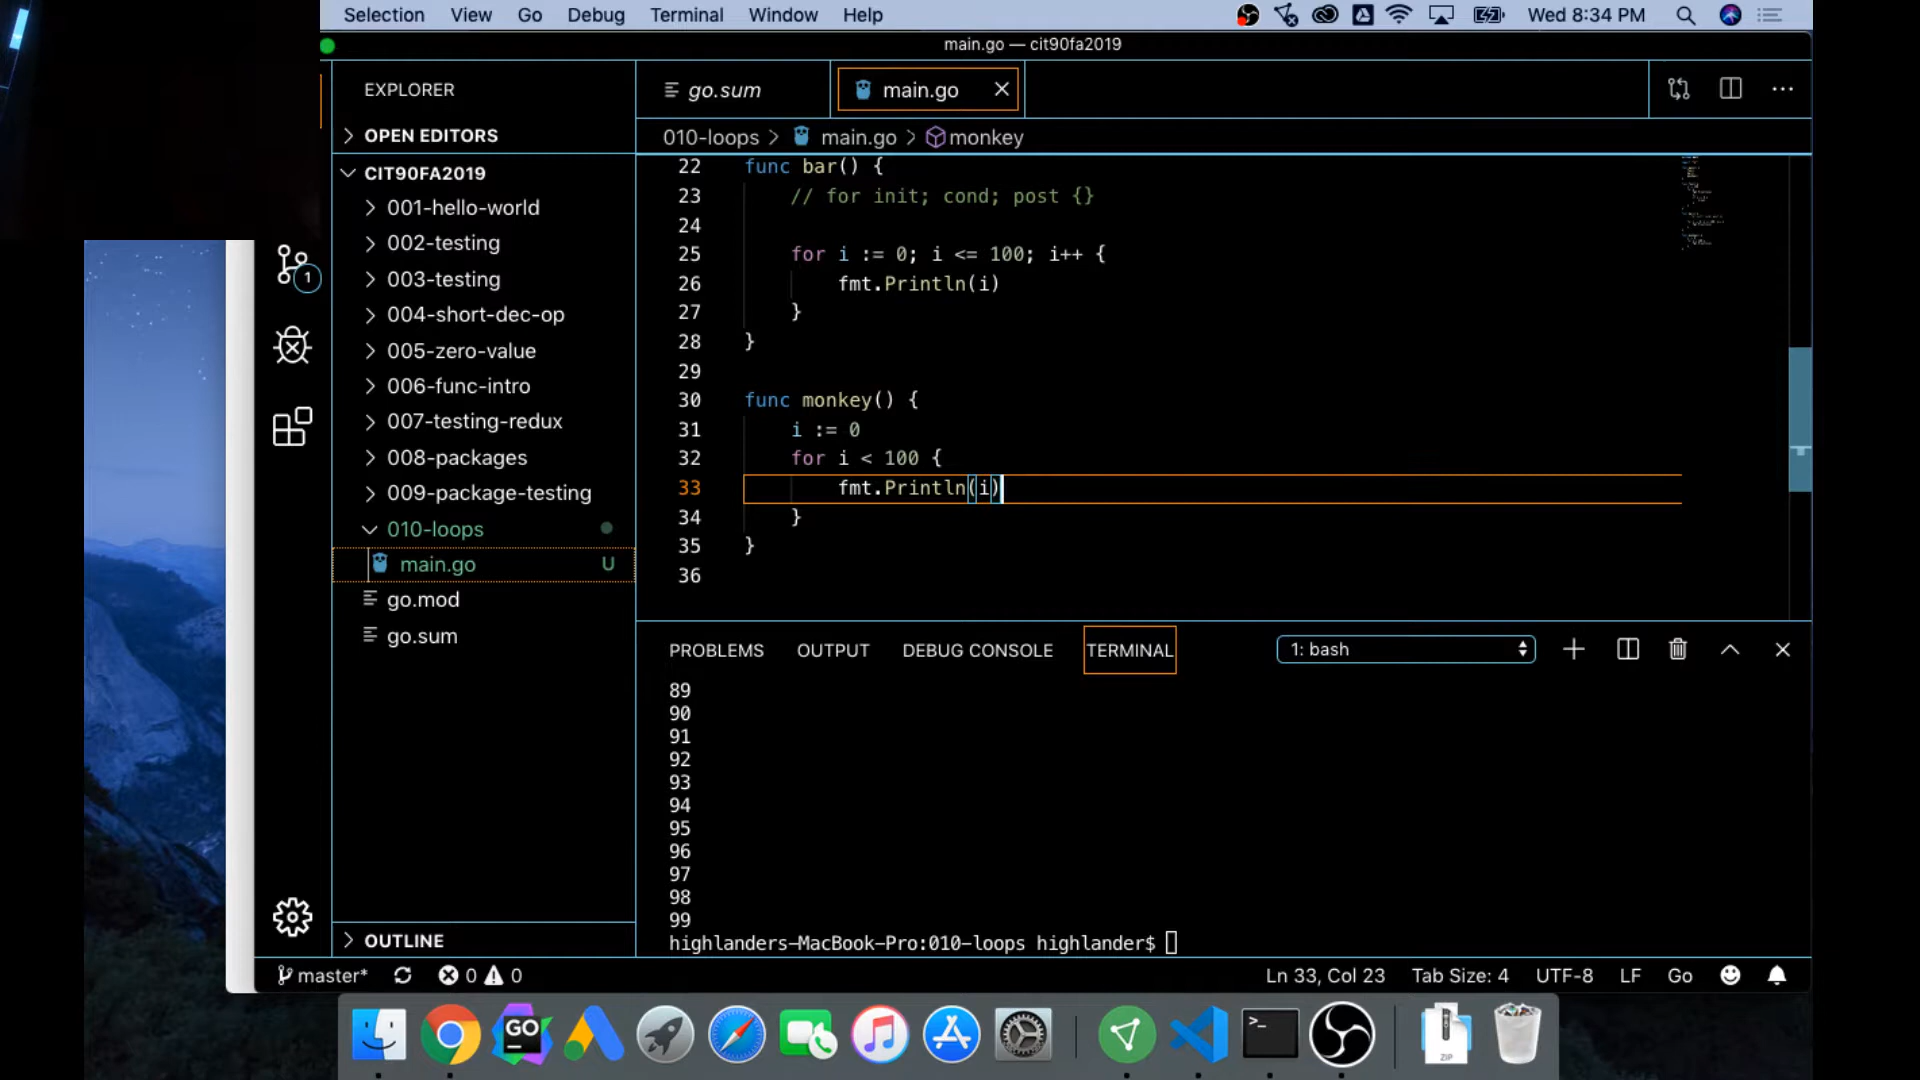 Selection View Go Debug Terminal Window Help Wed 8:34 PM
main.go — cit90fa2019
EXPLORER
go.sum
main.go
OPEN EDITORS
010-loops > main.go > monkey
CIT90FA2019
001-hello-world
002-testing
003-testing
004-short-dec-op
005-zero-value
006-func-intro
007-testing-redux
008-packages
009-package-testing
010-loops
main.go U
go.mod
go.sum
OUTLINE
1
22 func bar() {
23 // for init; cond; post {}
24
25 for i := 0; i <= 100; i++ {
26 fmt.Println(i)
27 }
28 }
29
30 func monkey() {
31 i := 0
32 for i < 100 {
33 fmt.Println(i)
34 }
35 }
36
PROBLEMS OUTPUT DEBUG CONSOLE TERMINAL 1: bash
89
90
91
92
93
94
95
96
97
98
99
highlanders-MacBook-Pro:010-loops highlander$
master* 0 0 Ln 33, Col 23 Tab Size: 4 UTF-8 LF Go
GO
>_
ZIP